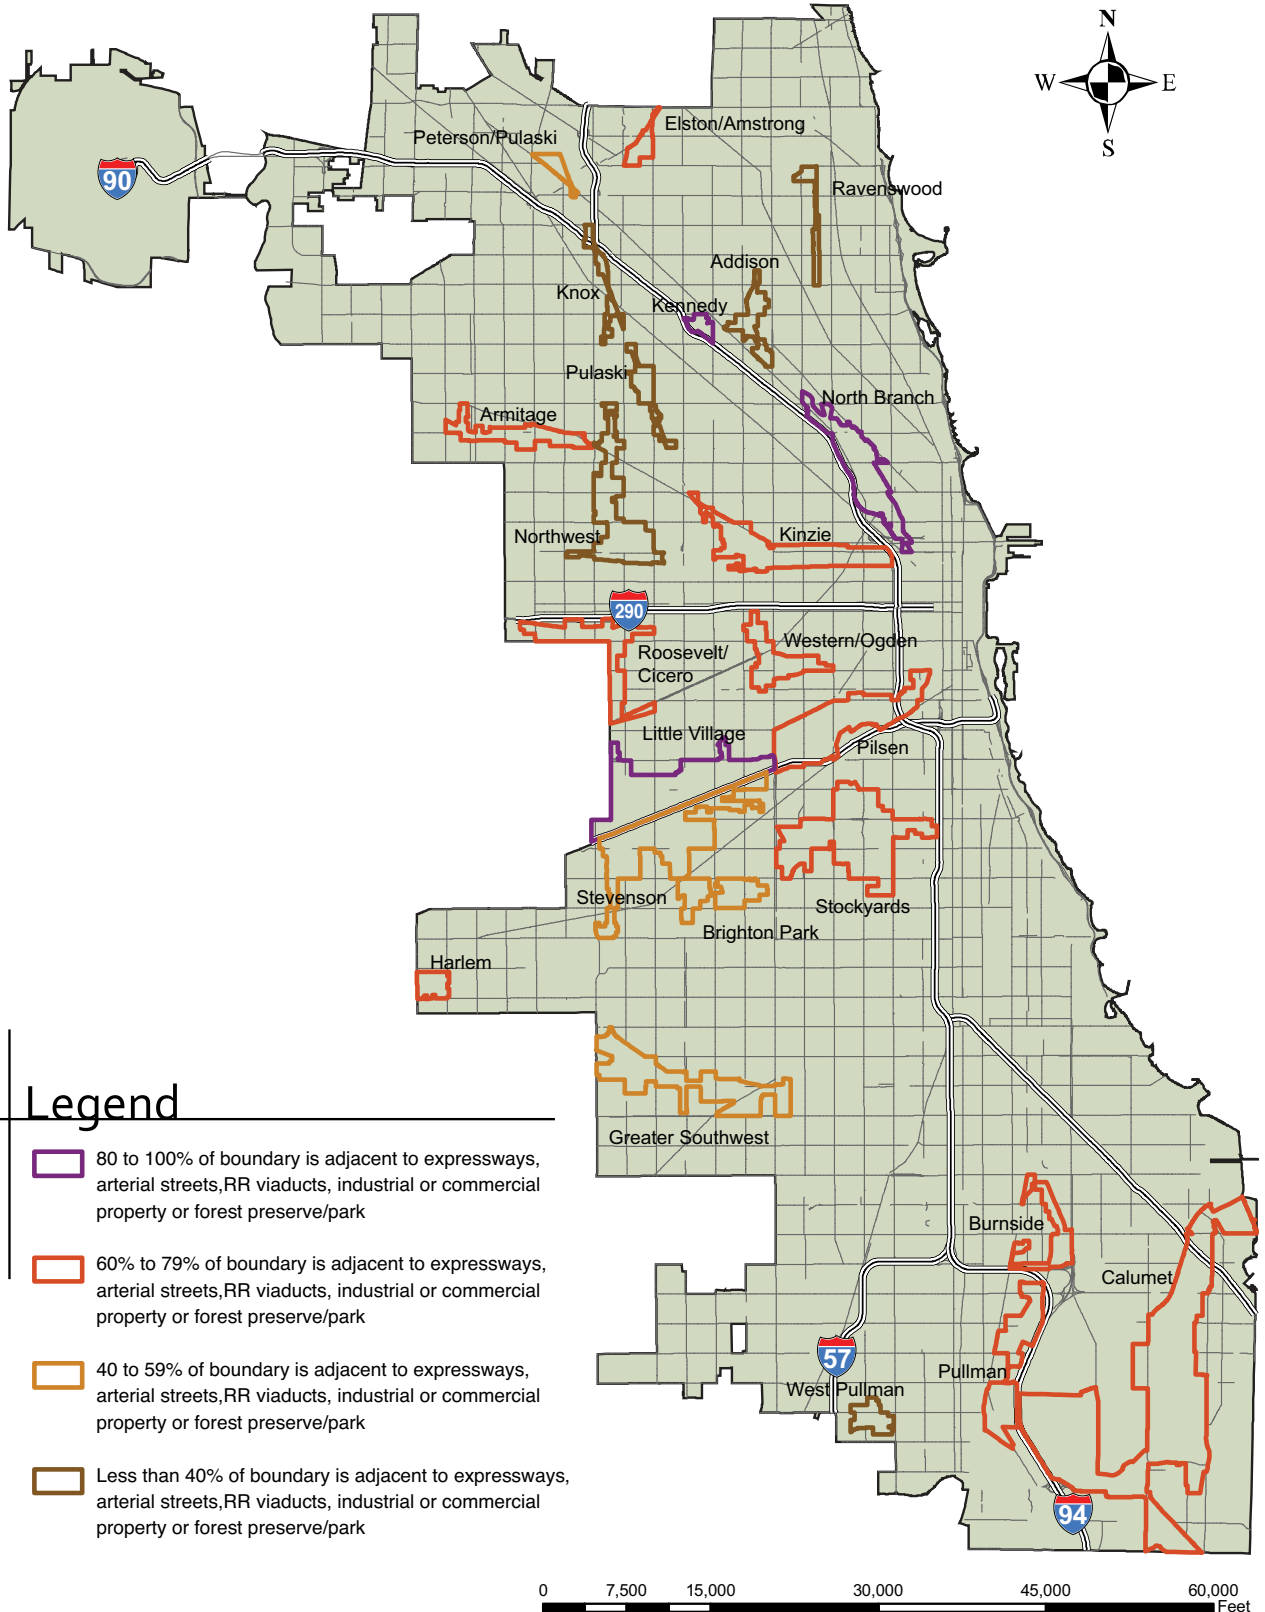 N
W
E
S
Peterson/Pulaski
Elston/Amstrong
90
Ravenswood
Addison
Knox
Kennedy
Pulaski
North Branch
Armitage
Northwest
Kinzie
290
Western/Ogden
Roosevelt/
Cicero
Little Village
Pilsen
Stevenson
Stockyards
Brighton Park
Harlem
Greater Southwest
Burnside
Calumet
57
Pullman
West Pullman
94
Legend
80 to 100% of boundary is adjacent to expressways,
arterial streets,RR viaducts, industrial or commercial
property or forest preserve/park
60% to 79% of boundary is adjacent to expressways,
arterial streets,RR viaducts, industrial or commercial
property or forest preserve/park
40 to 59% of boundary is adjacent to expressways,
arterial streets,RR viaducts, industrial or commercial
property or forest preserve/park
Less than 40% of boundary is adjacent to expressways,
arterial streets,RR viaducts, industrial or commercial
property or forest preserve/park
0 7,500 15,000 30,000 45,000 60,000
Feet